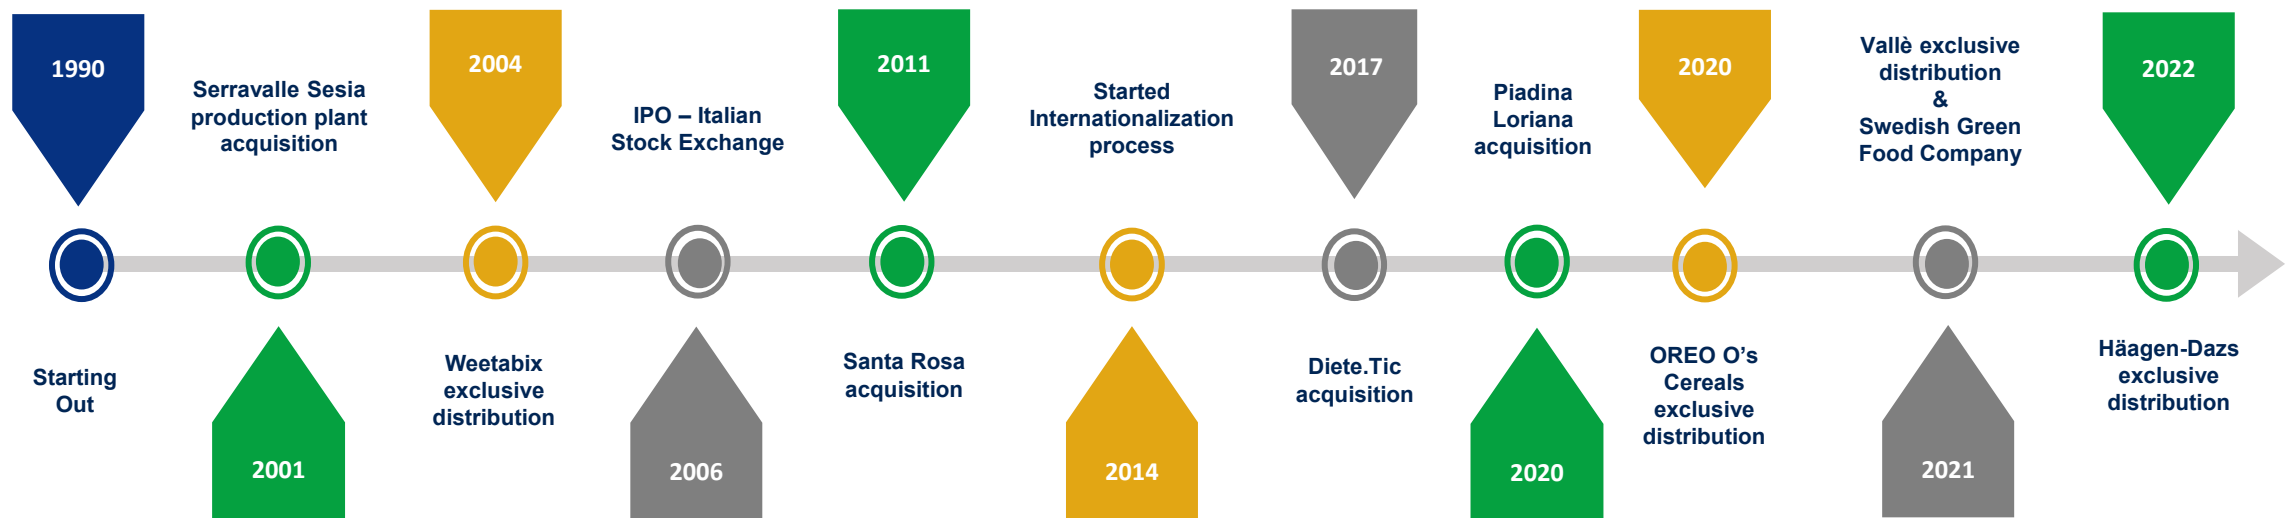 1990
Starting
Out
Serravalle Sesia
production plant
acquisition
2001
2004
Weetabix
exclusive
distribution
IPO – Italian
Stock Exchange
2006
2011
Santa Rosa
acquisition
Started
Internationalization
process
2014
2017
Diete.Tic
acquisition
Piadina
Loriana
acquisition
2020
2020
OREO O’s
Cereals
exclusive
distribution
Vallè exclusive
distribution
&
Swedish Green
Food Company
2021
2022
Häagen-Dazs
exclusive
distribution